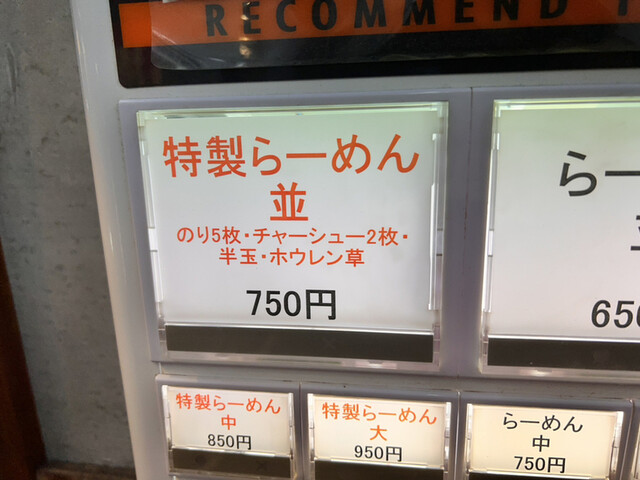 RECOMMEND
特製らーめん
並
のり5枚・チャーシュー2枚・
半玉・ホウレン草
750円
らー
650
特製らーめん
中
850円
特製らーめん
大
950円
らーめん
中
750円